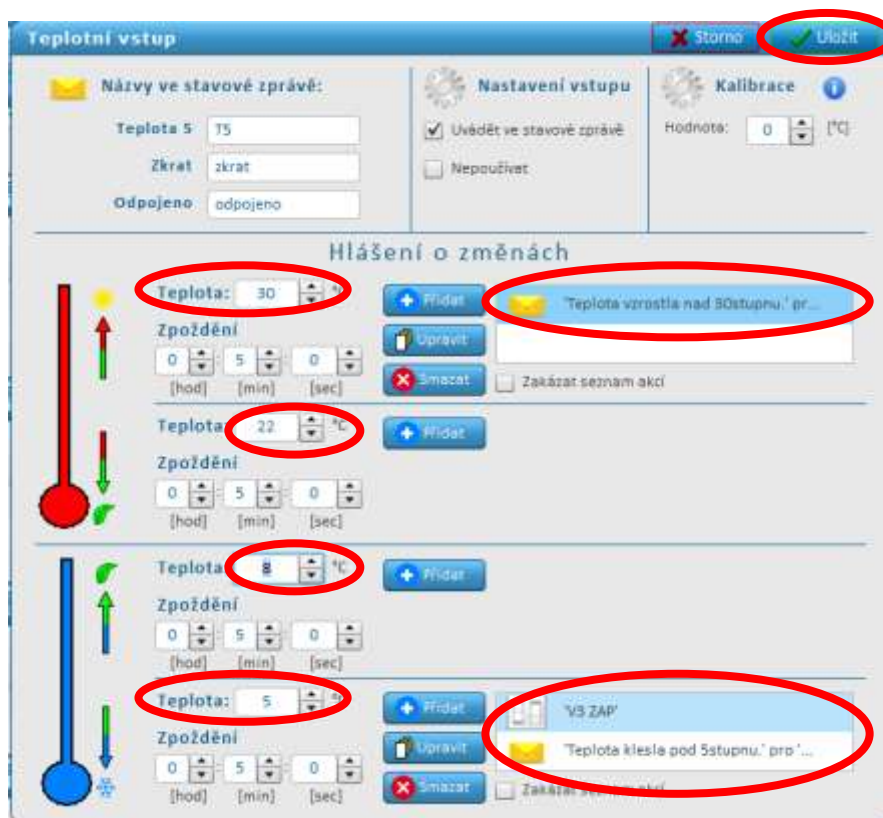 Teplotní vstup
Storno
Uložit
Názvy ve stavové zprávě:
Teplota 5
T5
Zkrat
zkrat
Odpojeno
odpojeno
Nastavení vstupu
Uvádět ve stavové zprávě
Nepoužívat
Kalibrace
Hodnota: 0 [°C]
Hlášení o změnách
Teplota: 30 °C
Přidat
'Teplota vzrostla nad 30stupnu.' pr...
Zpoždění
Upravit
0 : 5 : 0
[hod] [min] [sec]
Smazat
Zakázat seznam akcí
Teplota: 22 °C
Přidat
Zpoždění
0 : 5 : 0
[hod] [min] [sec]
Teplota: 8 °C
Přidat
Zpoždění
0 : 5 : 0
[hod] [min] [sec]
Teplota: 5 °C
Přidat
'V3 ZAP'
Zpoždění
Upravit
'Teplota klesla pod 5stupnu.' pro '...
0 : 5 : 0
[hod] [min] [sec]
Smazat
Zakázat seznam akcí